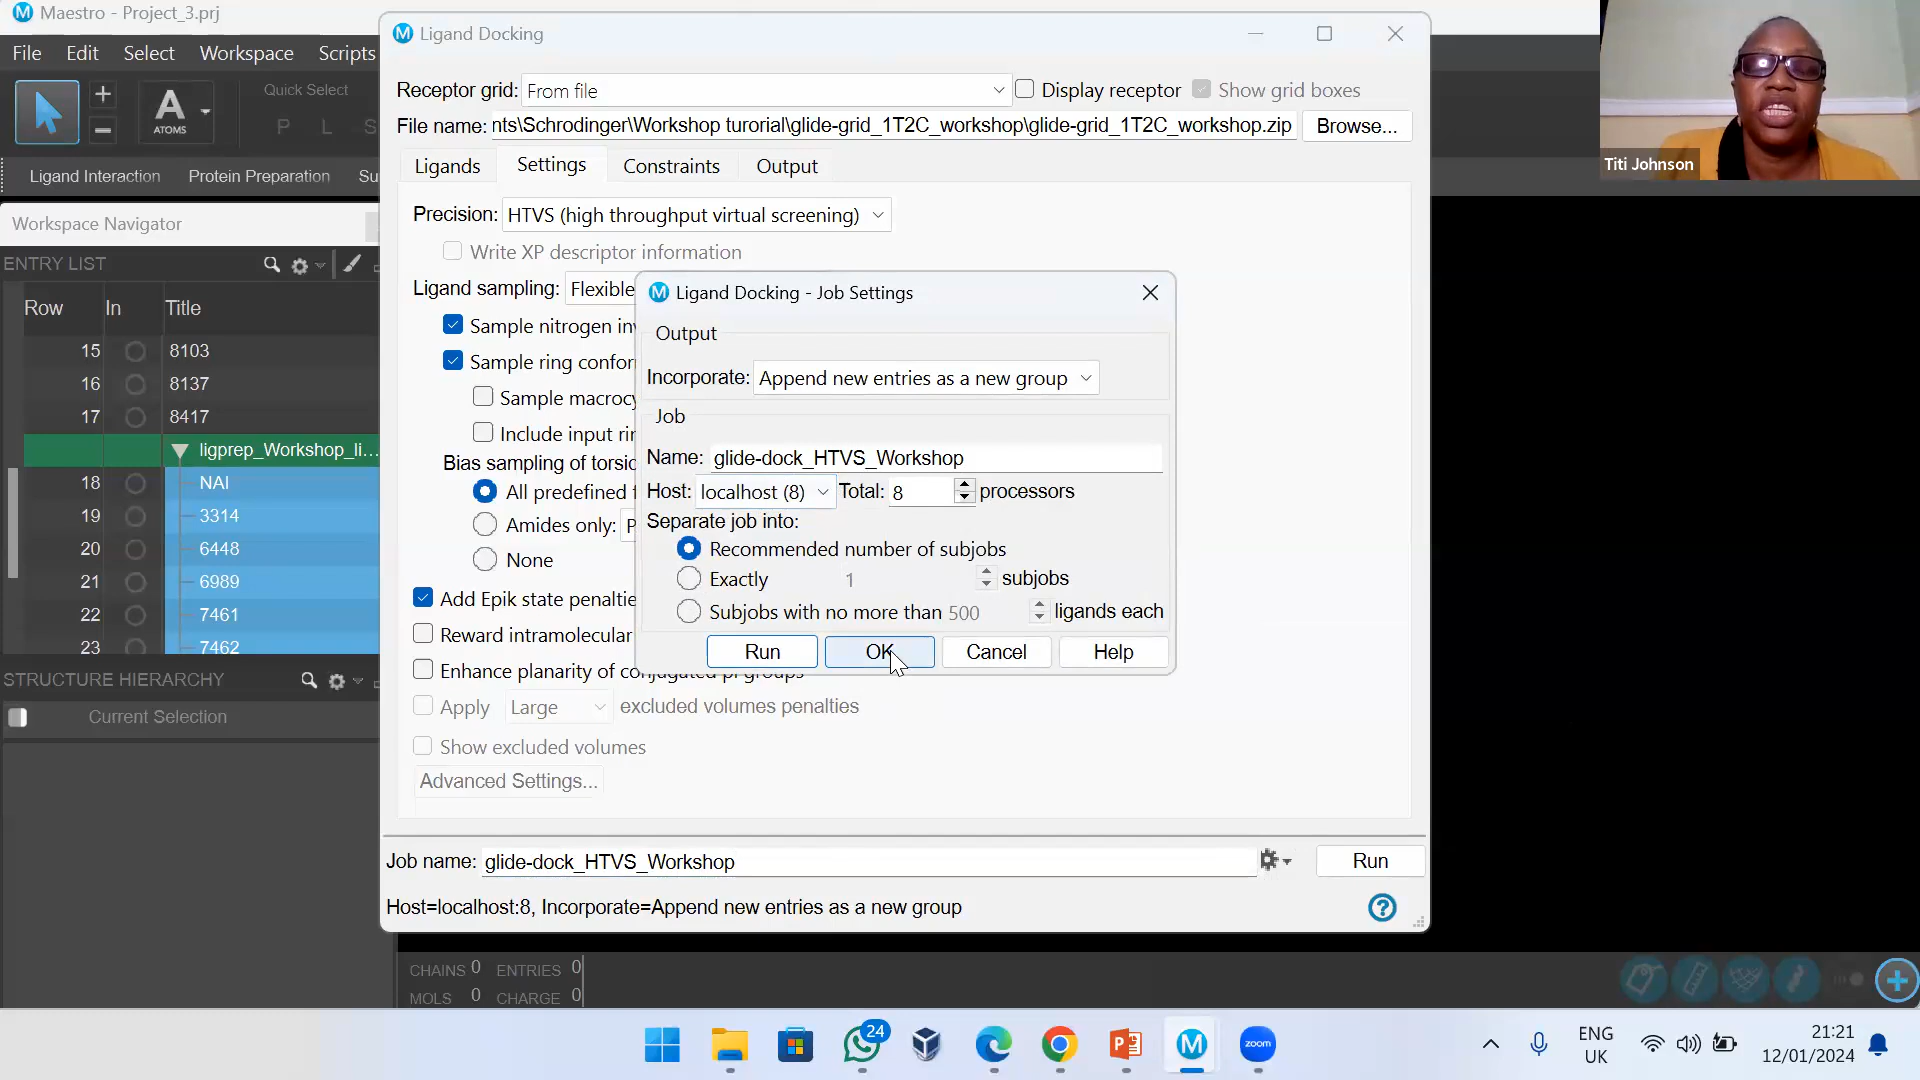 Maestro - Project_3.prj
File Edit Select Workspace Scripts
ATOMS
Quick Select
P L S
Ligand Interaction Protein Preparation Su
Workspace Navigator
ENTRY LIST
Row In Title
15 8103
16 8137
17 8417
ligprep_Workshop_li...
18 NAI
19 3314
20 6448
21 6989
22 7461
23 7462
STRUCTURE HIERARCHY
Current Selection
Ligand Docking
Receptor grid: From file Display receptor Show grid boxes
File name: nts\Schrodinger\Workshop turorial\glide-grid_1T2C_workshop\glide-grid_1T2C_workshop.zip Browse...
Ligands Settings Constraints Output
Precision: HTVS (high throughput virtual screening)
Write XP descriptor information
Ligand sampling: Flexible
Sample nitrogen inv
Sample ring confor
Sample macrocy
Include input rin
Bias sampling of torsic
All predefined f
Amides only: P
None
Add Epik state penaltie
Reward intramolecular
Enhance planarity of conjugated pi groups
Apply Large excluded volumes penalties
Show excluded volumes
Advanced Settings...
Job name: glide-dock_HTVS_Workshop Run
Host=localhost:8, Incorporate=Append new entries as a new group
Ligand Docking - Job Settings
Output
Incorporate: Append new entries as a new group
Job
Name: glide-dock_HTVS_Workshop
Host: localhost (8) Total: 8 processors
Separate job into:
Recommended number of subjobs
Exactly 1 subjobs
Subjobs with no more than 500 ligands each
Run OK Cancel Help
Titi Johnson
CHAINS 0 ENTRIES 0
MOLS 0 CHARGE 0
24
zoom
ENG
UK
21:21
12/01/2024